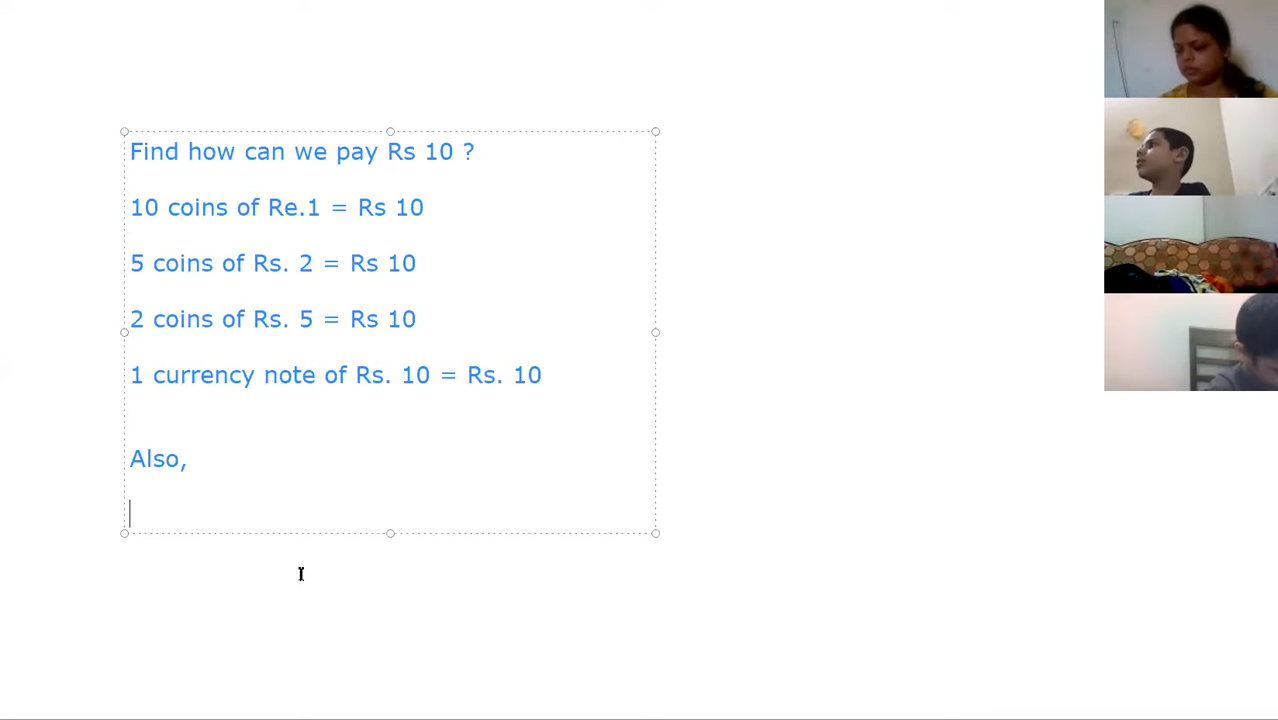 Find how can we pay Rs 10 ?
10 coins of Re.1 = Rs 10
5 coins of Rs. 2 = Rs 10
2 coins of Rs. 5 = Rs 10
1 currency note of Rs. 10 = Rs. 10
Also,